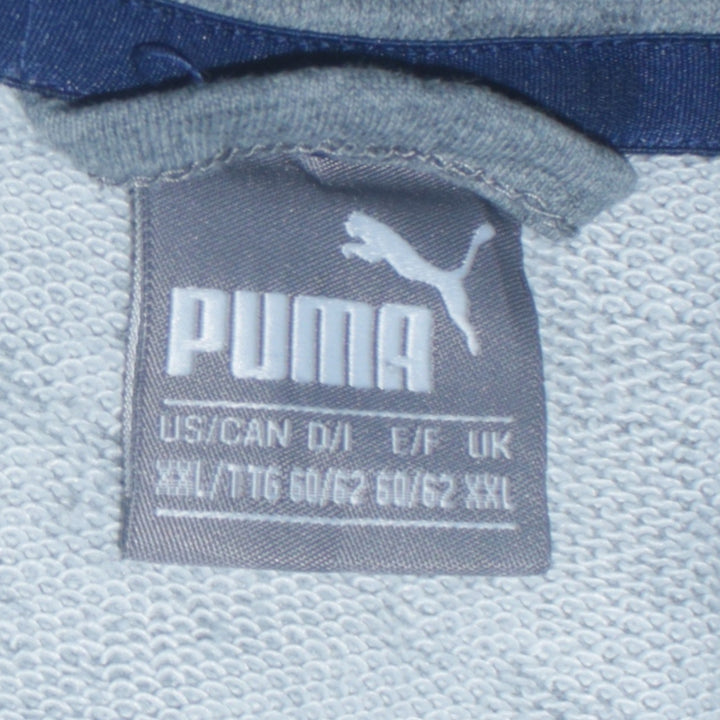 PUMA
US/CAN D/I E/F UK
XXL/TTG 60/62 60/62 XXL